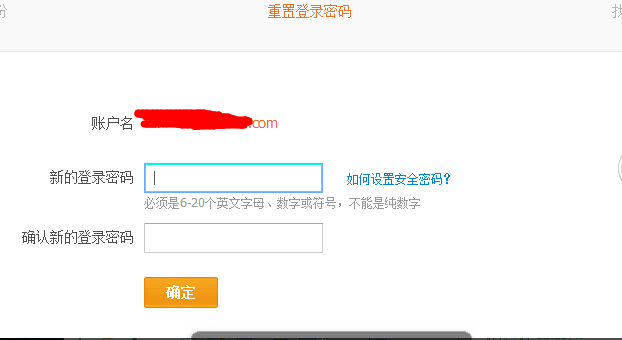 份 重置登录密码 找
账户名 .com
新的登录密码 如何设置安全密码?
必须是6-20个英文字母、数字或符号，不能是纯数字
确认新的登录密码
确定